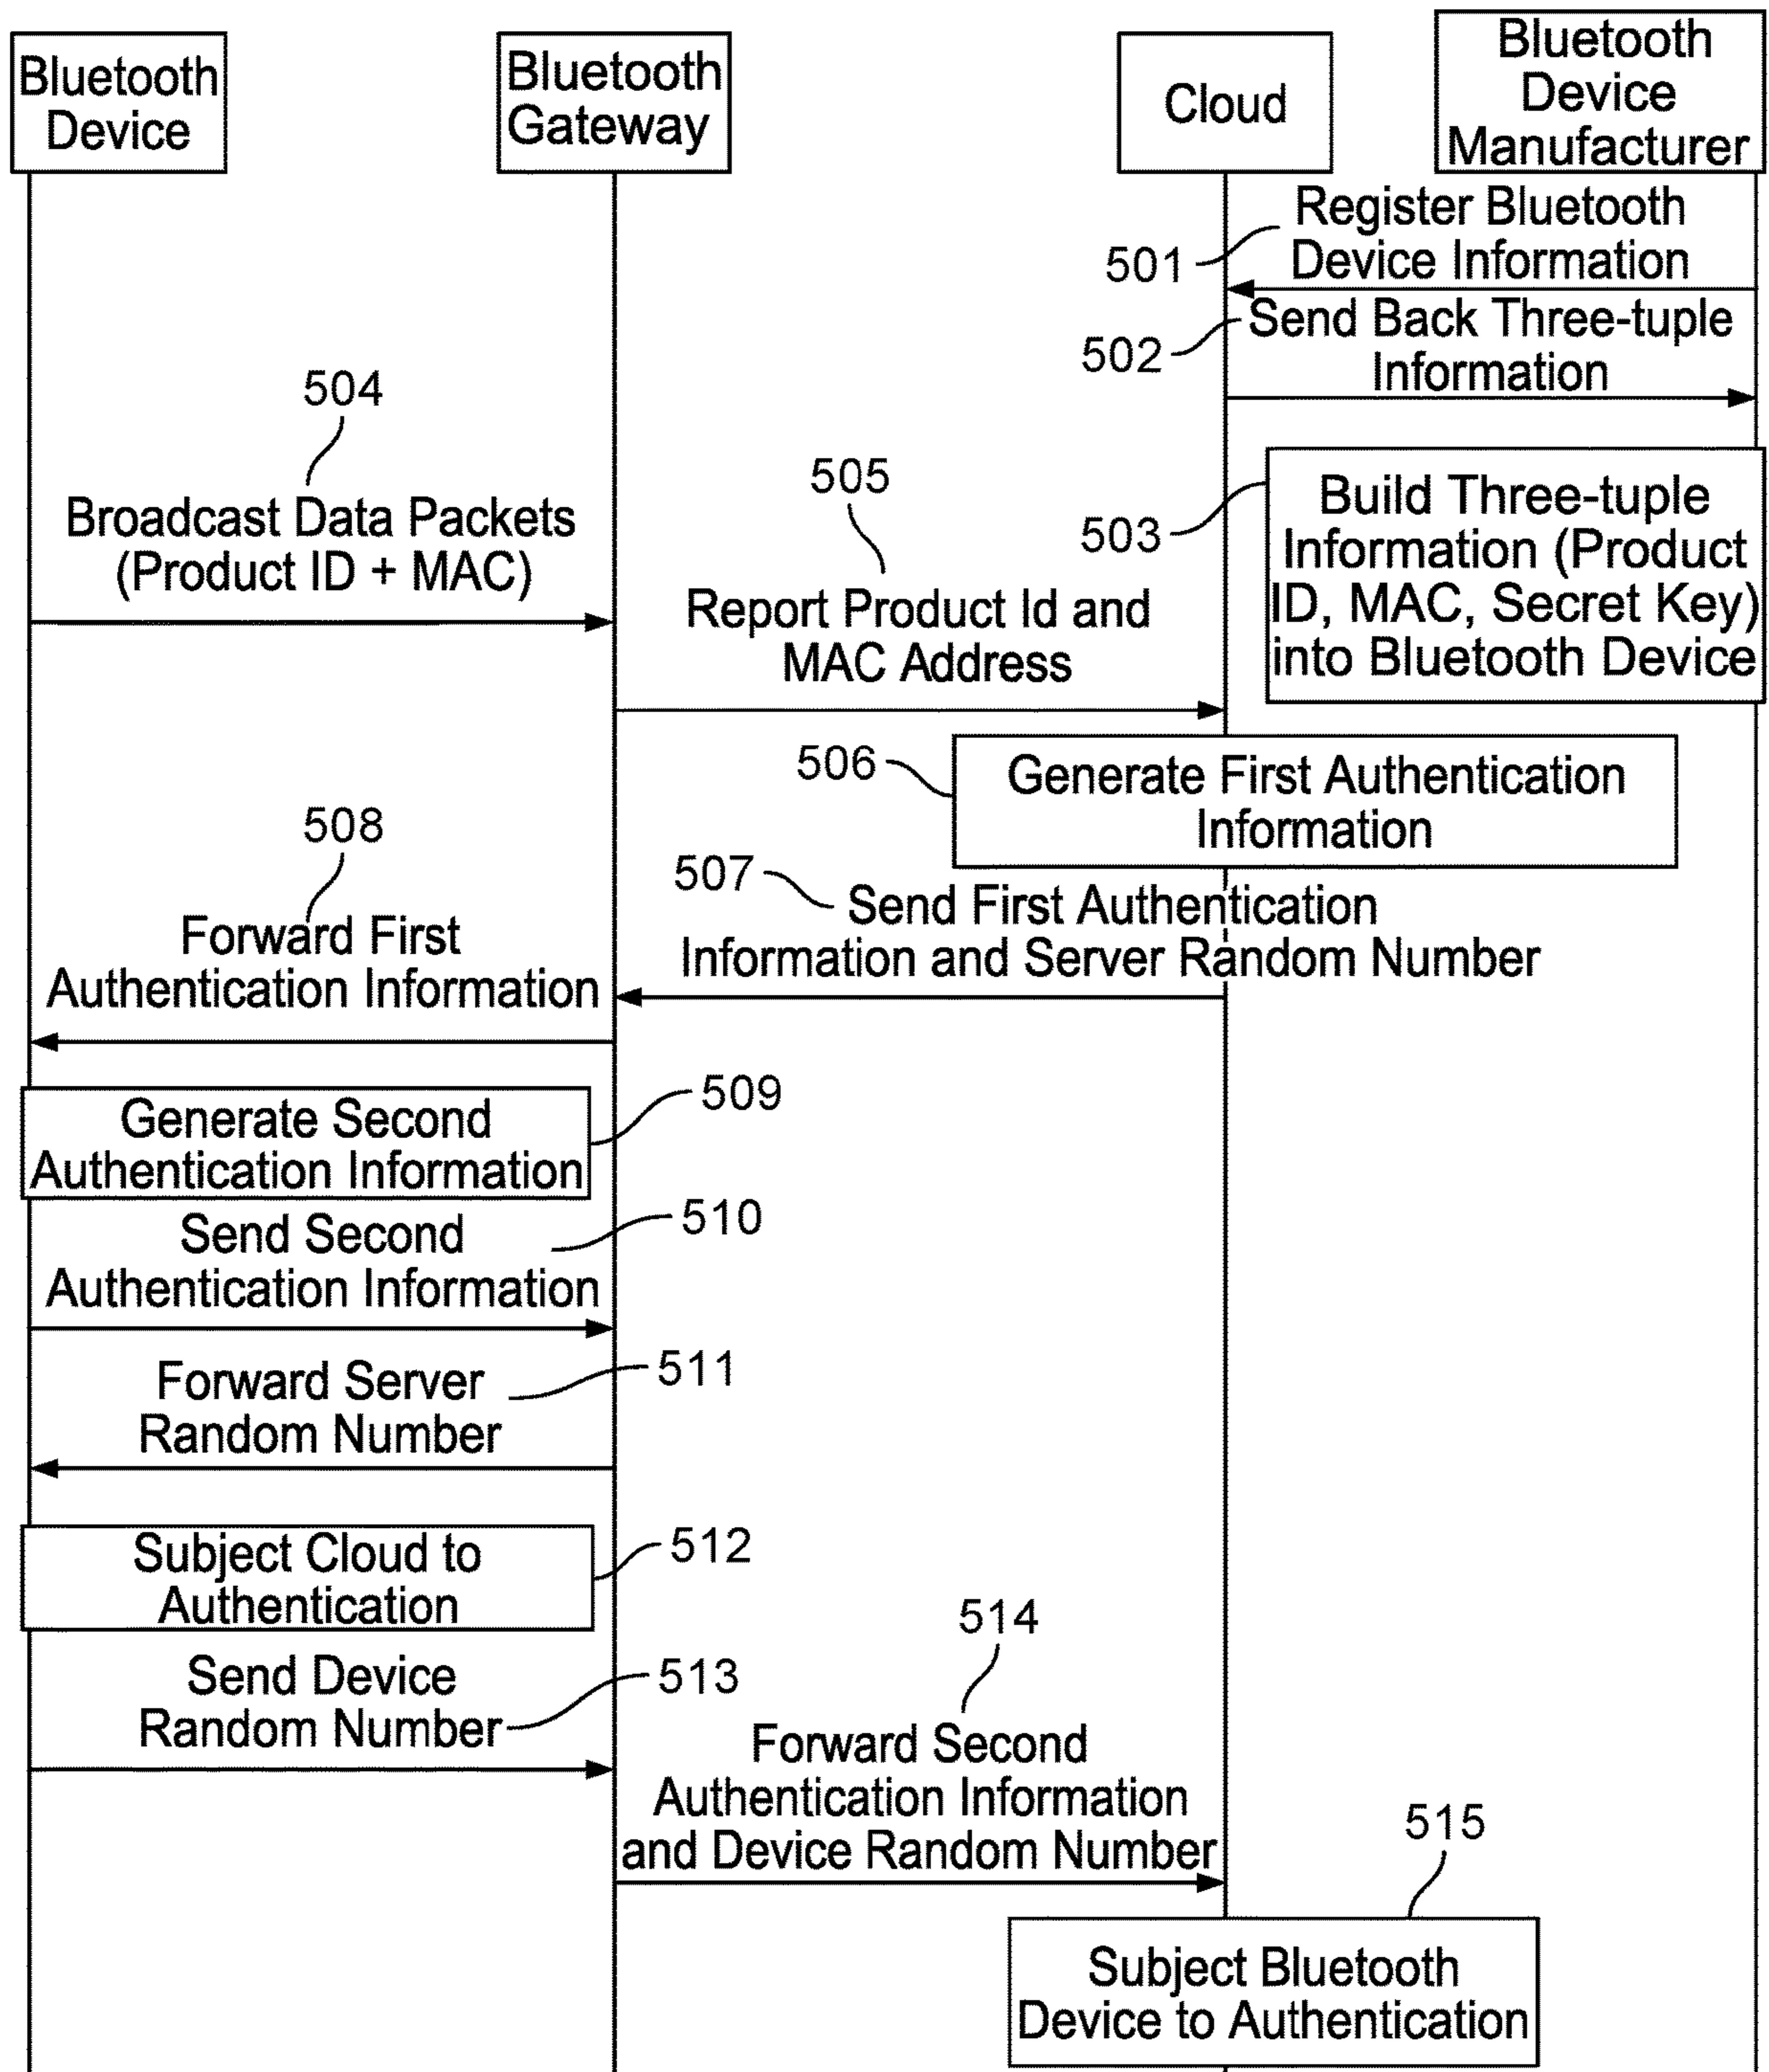 Bluetooth
Device
Bluetooth
Gateway
Cloud
Bluetooth
Device
Manufacturer
501
Register Bluetooth
Device Information
502
Send Back Three-tuple
Information
503
Build Three-tuple
Information (Product
ID, MAC, Secret Key)
into Bluetooth Device
504
Broadcast Data Packets
(Product ID + MAC)
505
Report Product Id and
MAC Address
506
Generate First Authentication
Information
507
Send First Authentication
Information and Server Random Number
508
Forward First
Authentication Information
509
Generate Second
Authentication Information
510
Send Second
Authentication Information
511
Forward Server
Random Number
512
Subject Cloud to
Authentication
513
Send Device
Random Number
514
Forward Second
Authentication Information
and Device Random Number
515
Subject Bluetooth
Device to Authentication